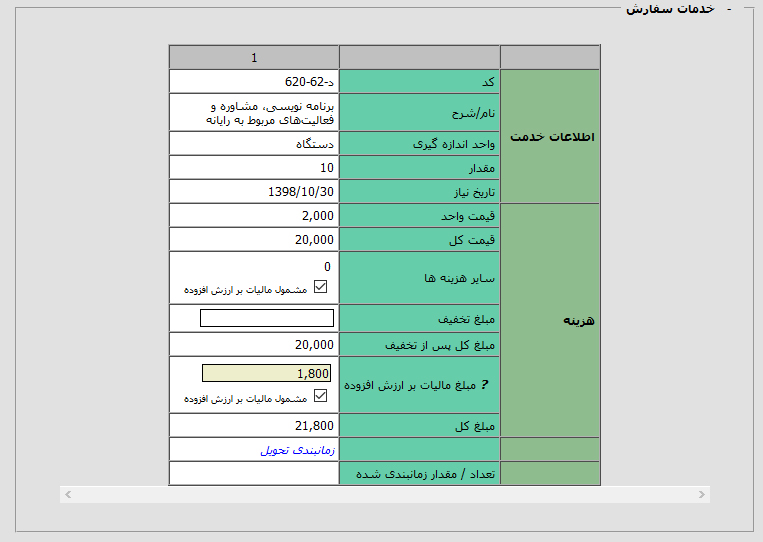 - خدمات سفارش
1
اطلاعات خدمت
کد
د-62-620
نام/شرح
برنامه نویسی، مشاوره و
فعالیت‌های مربوط به رایانه
واحد اندازه گیری
دستگاه
مقدار
10
تاریخ نیاز
1398/10/30
هزینه
قیمت واحد
2,000
قیمت کل
20,000
سایر هزینه ها
0
مشمول مالیات بر ارزش افزوده
مبلغ تخفیف
مبلغ کل پس از تخفیف
20,000
? مبلغ مالیات بر ارزش افزوده
1,800
مشمول مالیات بر ارزش افزوده
مبلغ کل
21,800
زمانبندی تحویل
تعداد / مقدار زمانبندی شده